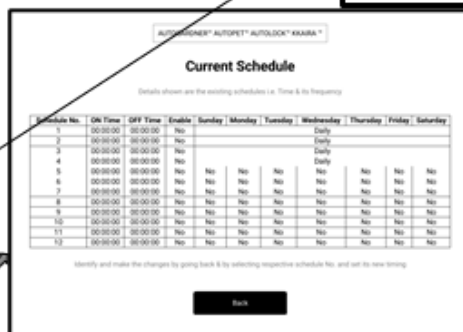 AUTOGARDNER™ AUTOPET™ AUTOLOCK™ KKAIRA ™
Current Schedule
Details shown are the existing schedules i.e. Time & its frequency
Schedule No. ON Time OFF Time Enable Sunday Monday Tuesday Wednesday Thursday Friday Saturday
1 00:00:00 00:00:00 No Daily
2 00:00:00 00:00:00 No Daily
3 00:00:00 00:00:00 No Daily
4 00:00:00 00:00:00 No Daily
5 00:00:00 00:00:00 No No No No No No No No
6 00:00:00 00:00:00 No No No No No No No No
7 00:00:00 00:00:00 No No No No No No No No
8 00:00:00 00:00:00 No No No No No No No No
9 00:00:00 00:00:00 No No No No No No No No
10 00:00:00 00:00:00 No No No No No No No No
11 00:00:00 00:00:00 No No No No No No No No
12 00:00:00 00:00:00 No No No No No No No No
Identify and make the changes by going back & by selecting respective schedule No. and set its new timing
Back